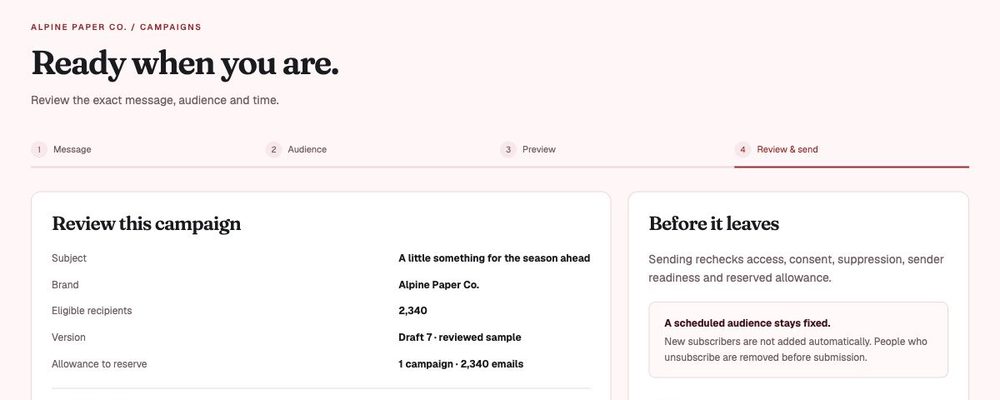 ALPINE PAPER CO. / CAMPAIGNS
Ready when you are.
Review the exact message, audience and time.
1 Message
2 Audience
3 Preview
4 Review & send
Review this campaign
Subject A little something for the season ahead
Brand Alpine Paper Co.
Eligible recipients 2,340
Version Draft 7 · reviewed sample
Allowance to reserve 1 campaign · 2,340 emails
Before it leaves
Sending rechecks access, consent, suppression, sender
readiness and reserved allowance.
A scheduled audience stays fixed.
New subscribers are not added automatically. People who
unsubscribe are removed before submission.